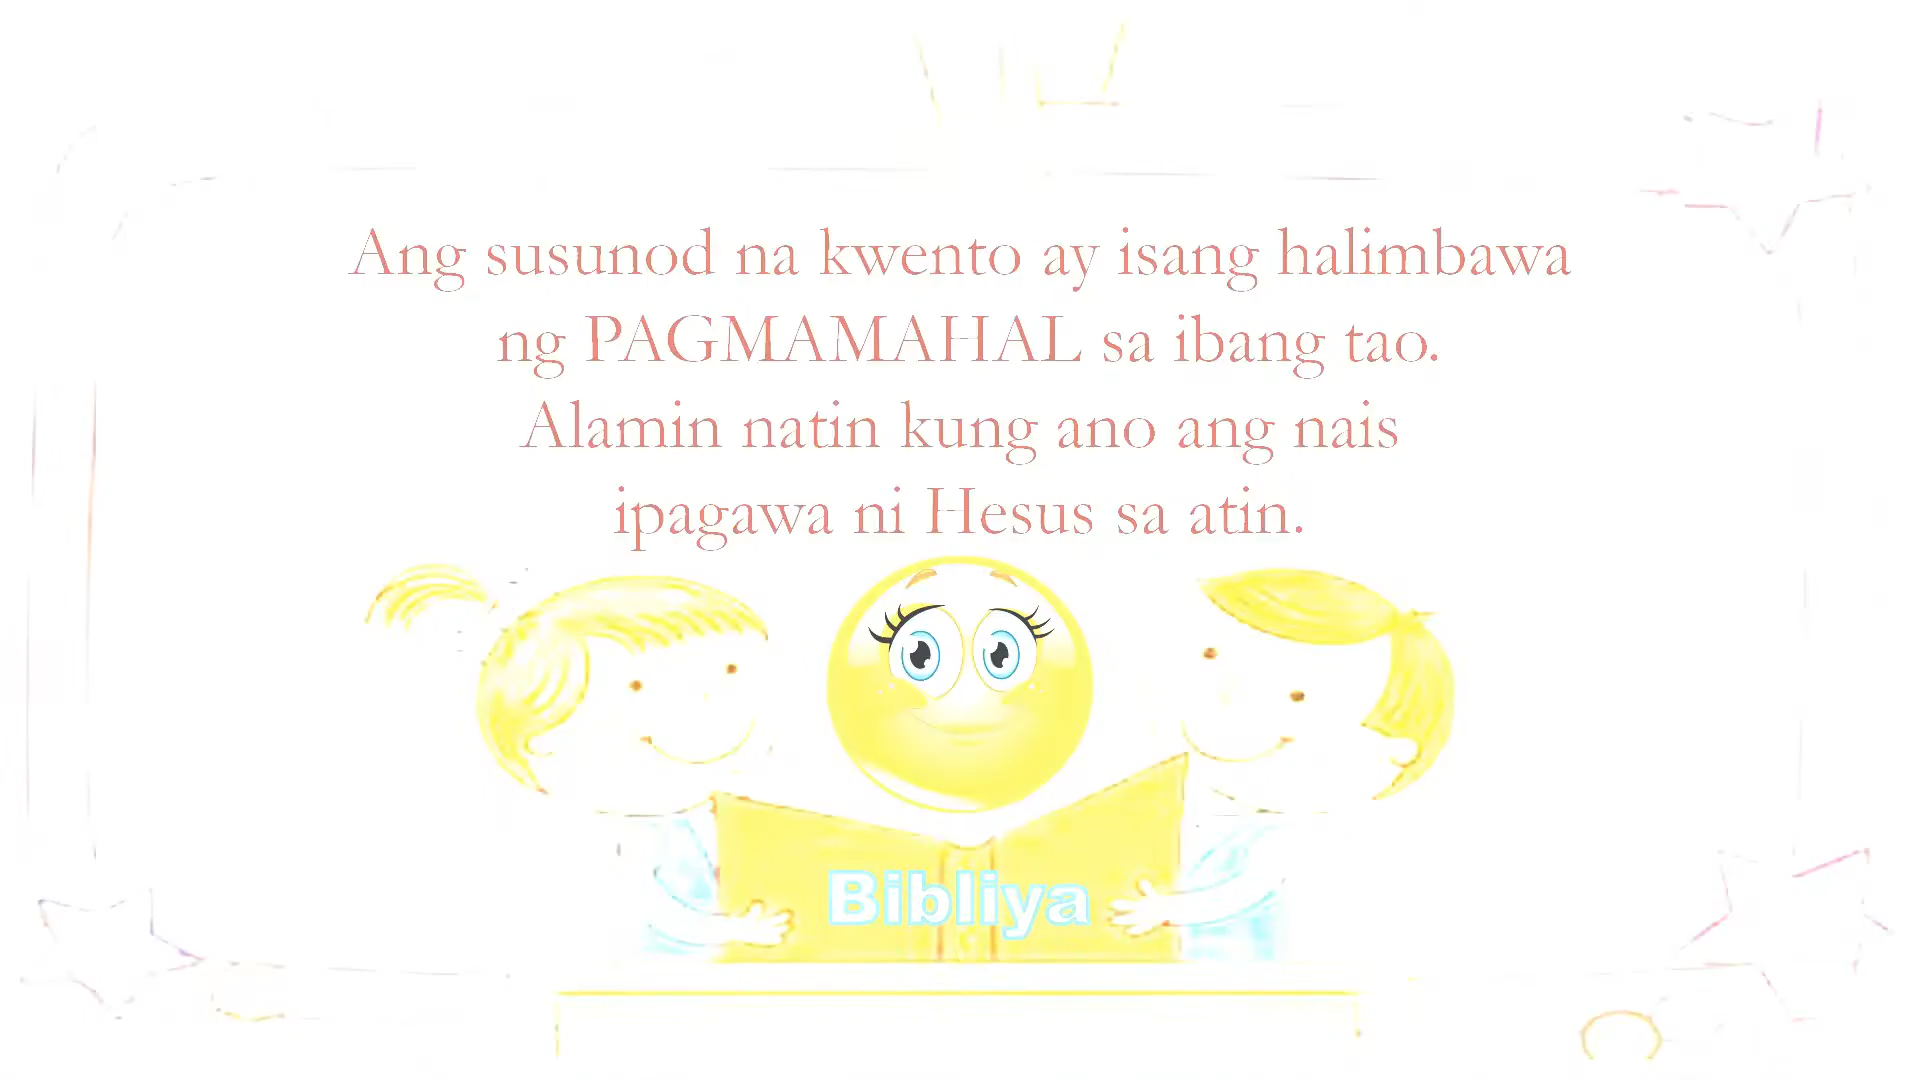 Ang susunod na kwento ay isang halimbawa
ng PAGMAMAHAL sa ibang tao.
Alamin natin kung ano ang nais
ipagawa ni Hesus sa atin.
Bibliya